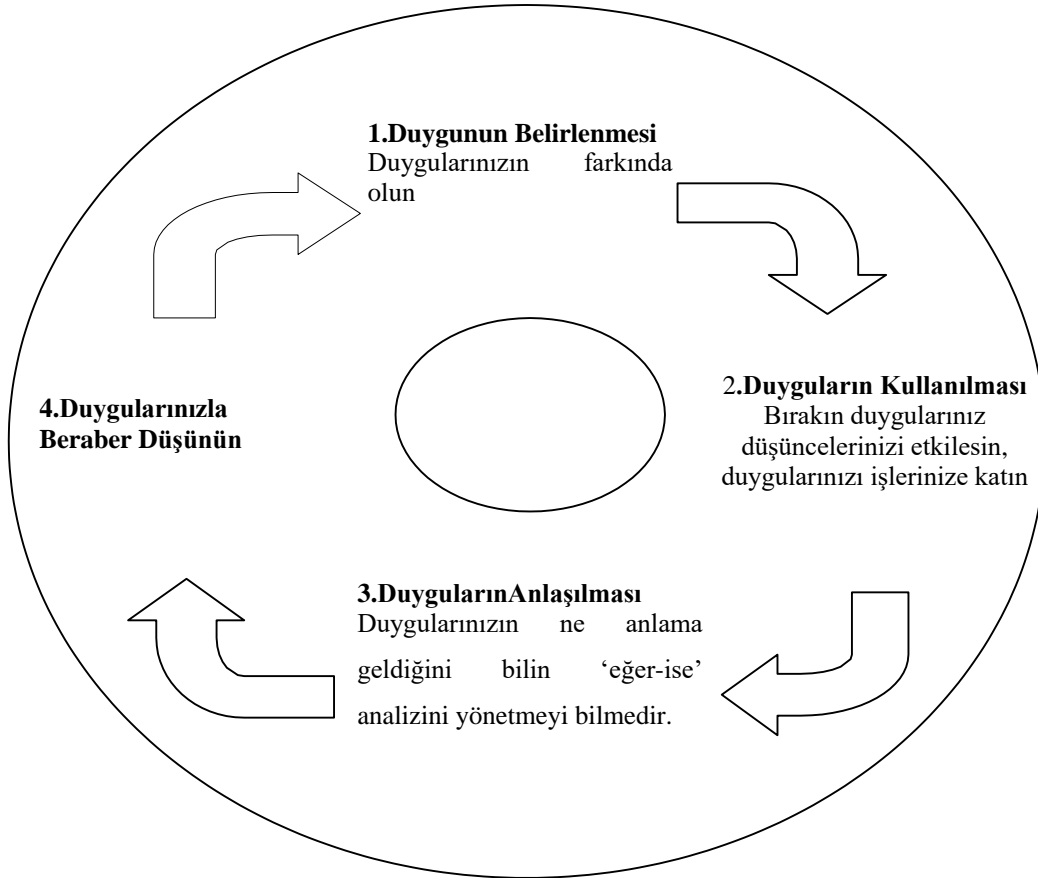 1.Duygunun Belirlenmesi
Duygularınızın farkında
olun
2.Duyguların Kullanılması
Bırakın duygularınız
düşüncelerinizi etkilesin,
duygularınızı işlerinize katın
3.DuygularınAnlaşılması
Duygularınızın ne anlama
geldiğini bilin ‘eğer-ise’
analizini yönetmeyi bilmedir.
4.Duygularınızla
Beraber Düşünün